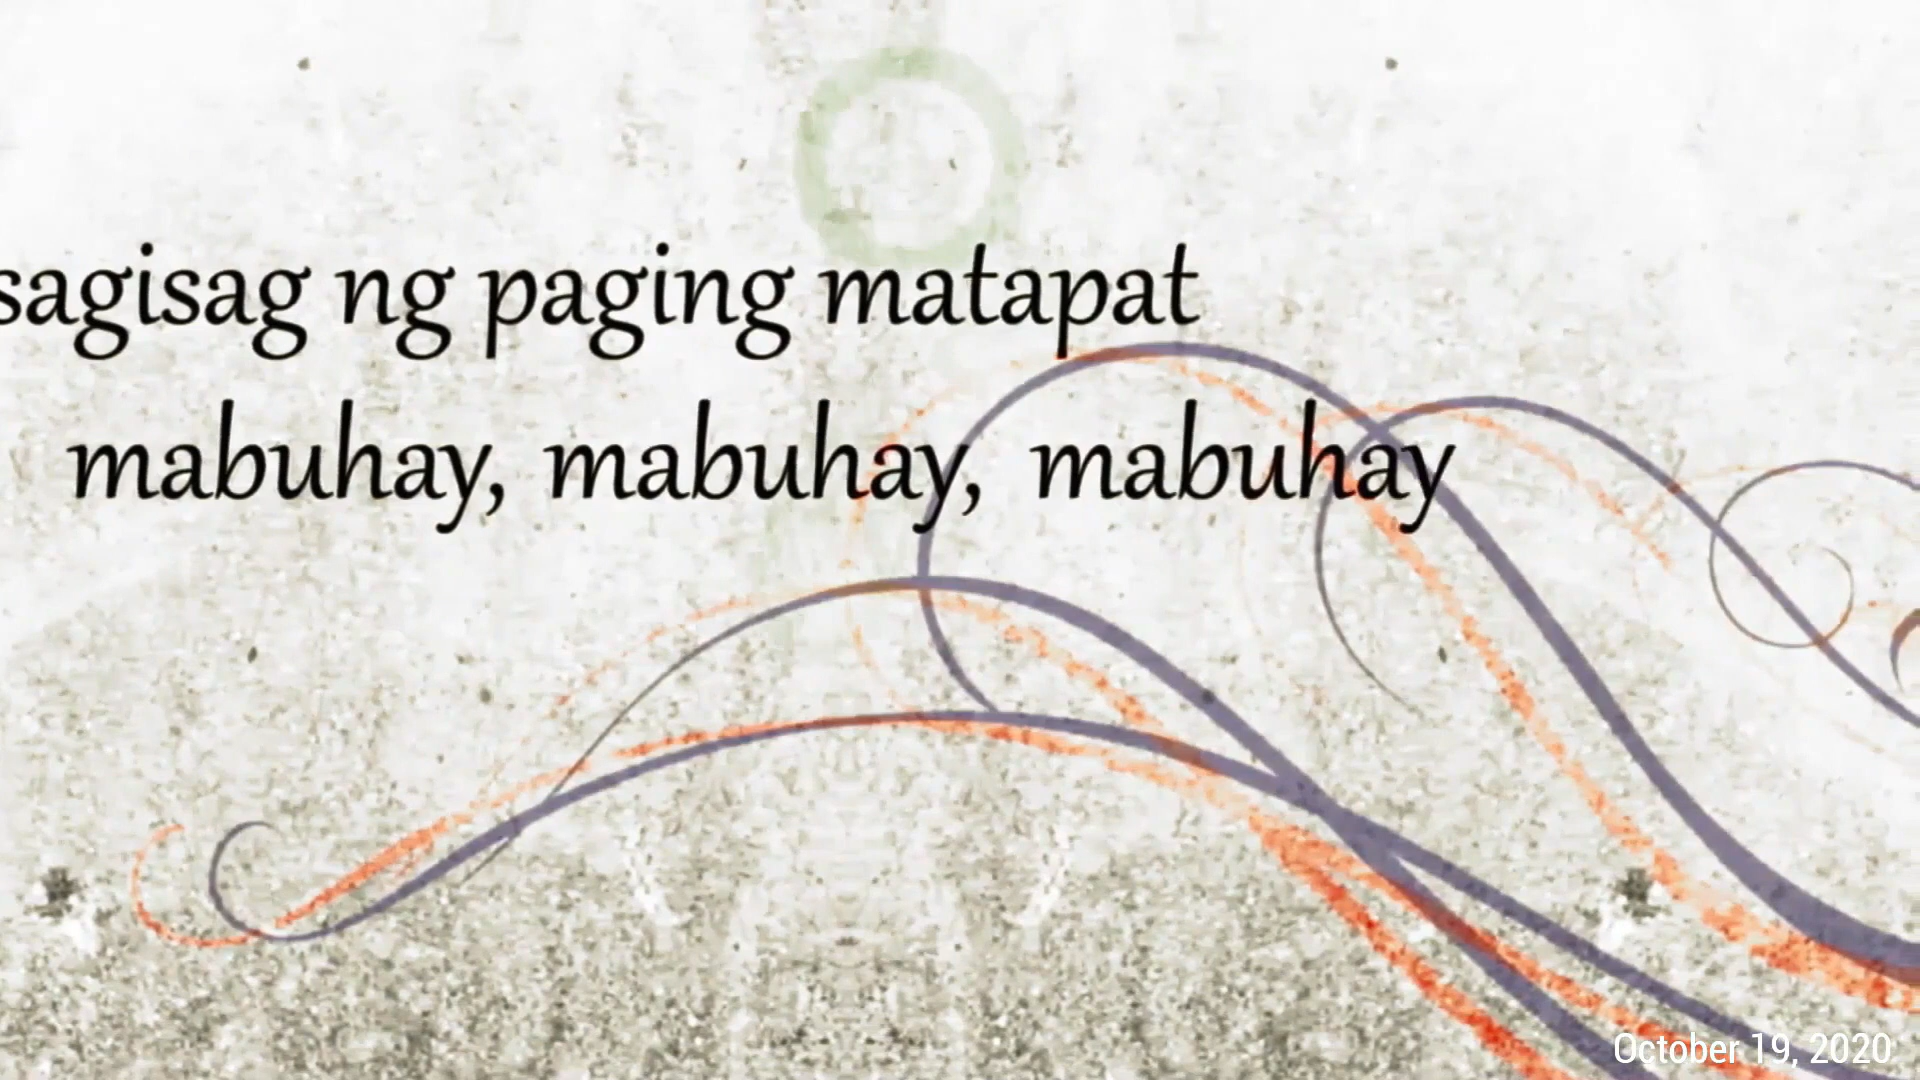 sagisag ng paging matapat
mabuhay, mabuhay, mabuhay
October 19, 2020